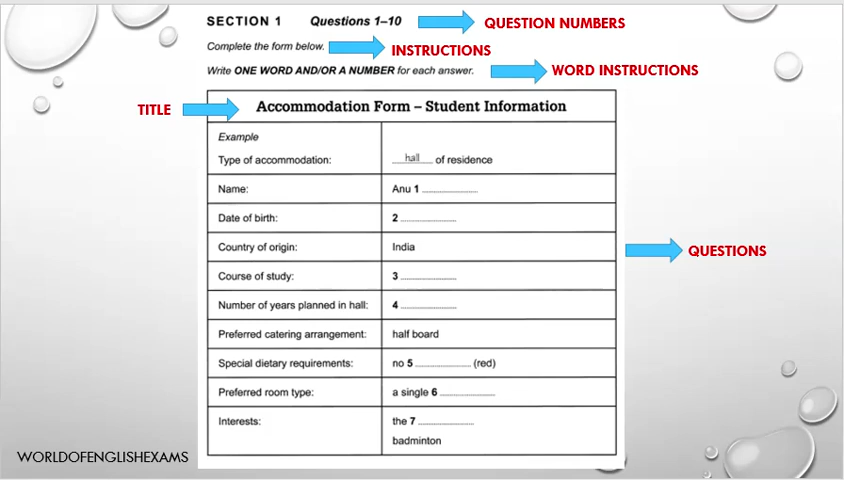 SECTION 1 Questions 1–10 QUESTION NUMBERS
Complete the form below. INSTRUCTIONS
Write ONE WORD AND/OR A NUMBER for each answer. WORD INSTRUCTIONS
TITLE Accommodation Form – Student Information
Example
Type of accommodation: hall of residence
Name: Anu 1 ....................
Date of birth: 2 ....................
Country of origin: India
QUESTIONS
Course of study: 3 ....................
Number of years planned in hall: 4 ....................
Preferred catering arrangement: half board
Special dietary requirements: no 5 .................... (red)
Preferred room type: a single 6 ....................
Interests: the 7 ....................
badminton
WORLDOFENGLISHEXAMS